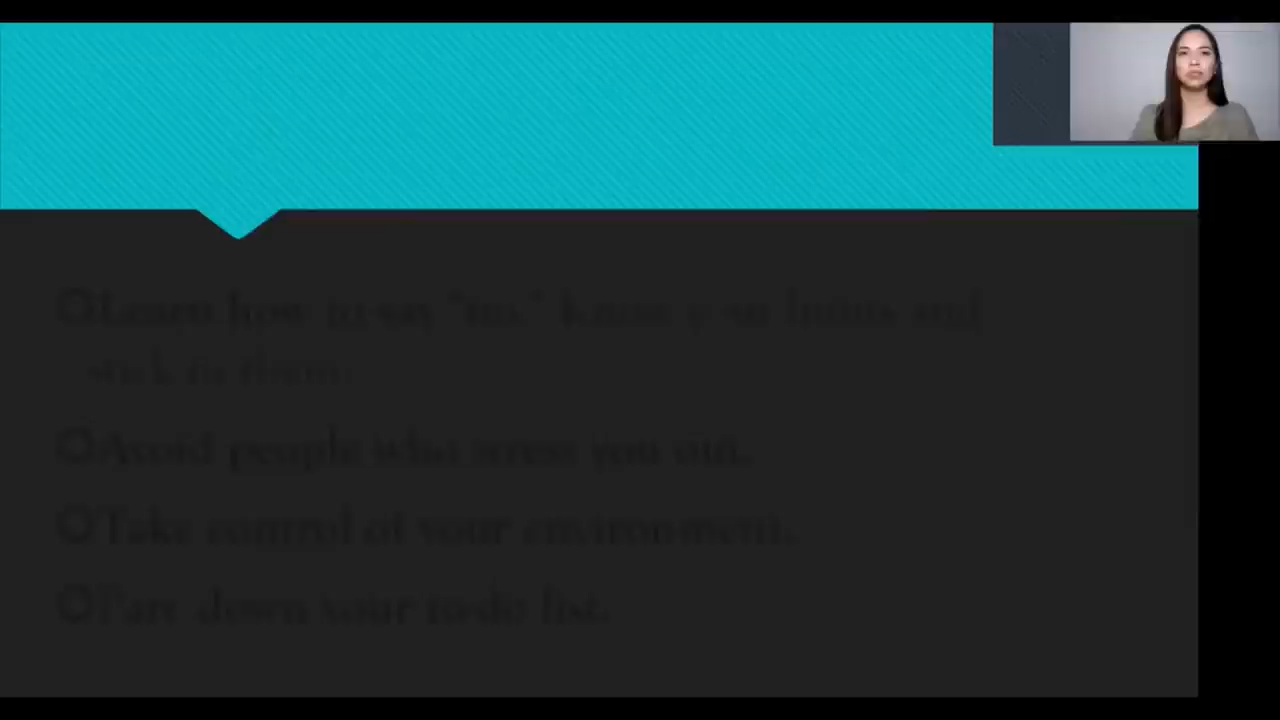 Learn how to say "no." Know your limits and
stick to them.
Avoid people who stress you out.
Take control of your environment.
Pare down your to-do list.